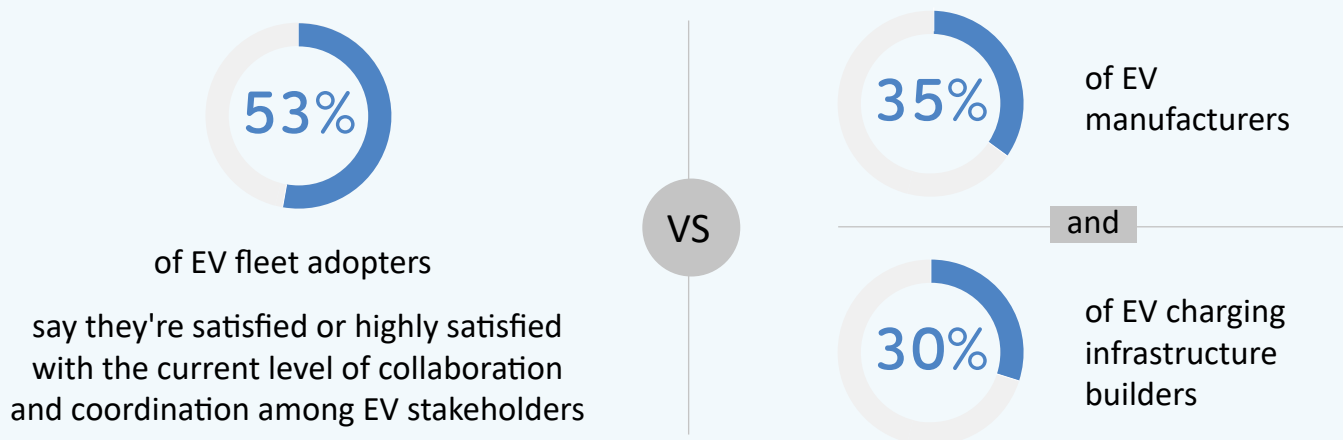 53%
of EV fleet adopters
say they're satisfied or highly satisfied
with the current level of collaboration
and coordination among EV stakeholders
VS
35%
of EV
manufacturers
and
30%
of EV charging
infrastructure
builders